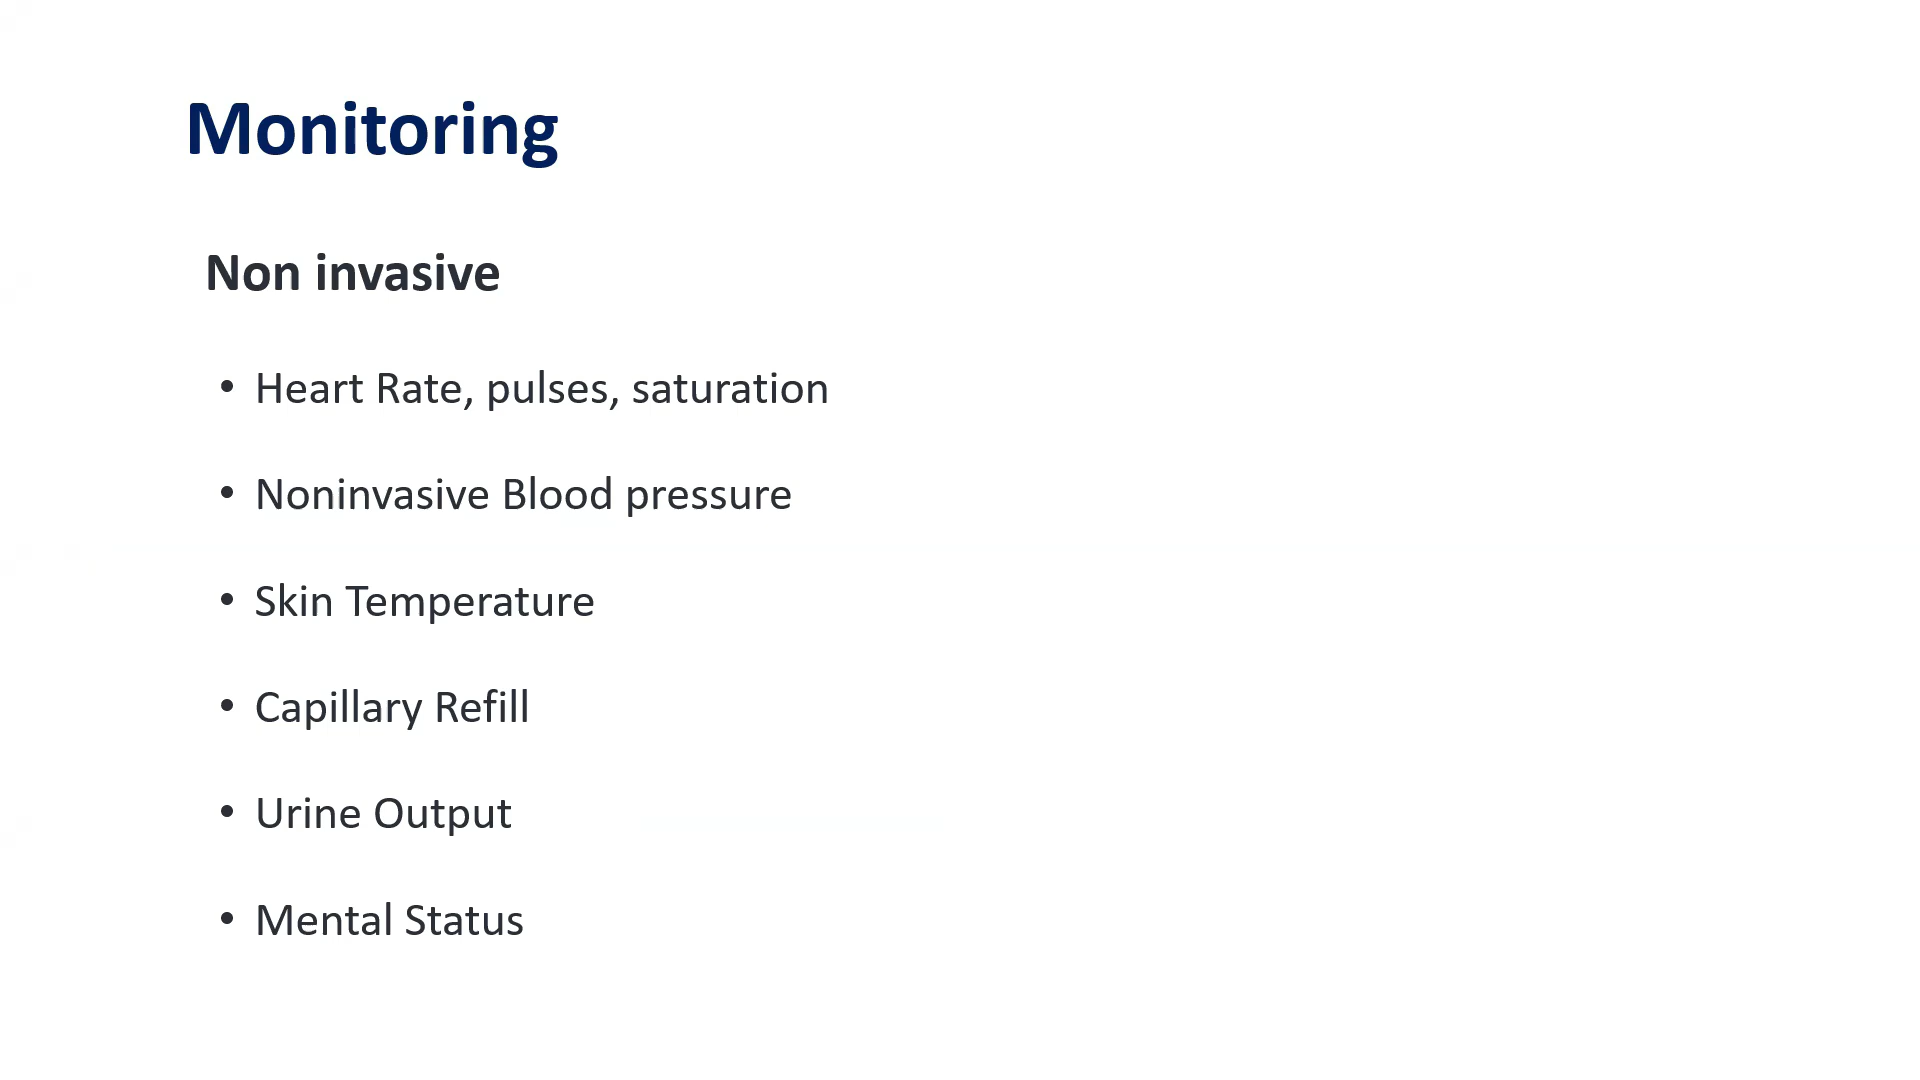 Monitoring
Non invasive
• Heart Rate, pulses, saturation
• Noninvasive Blood pressure
• Skin Temperature
• Capillary Refill
• Urine Output
• Mental Status